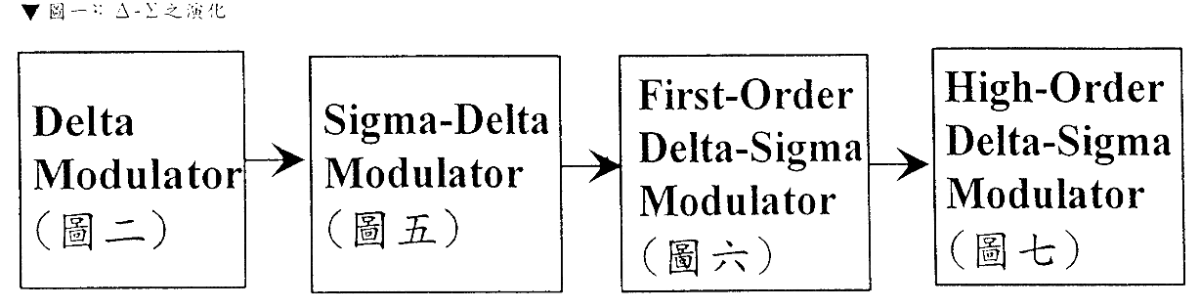 ▼圖一：Δ-Σ之演化
Delta
Modulator
(圖二)
Sigma-Delta
Modulator
(圖五)
First-Order
Delta-Sigma
Modulator
(圖六)
High-Order
Delta-Sigma
Modulator
(圖七)